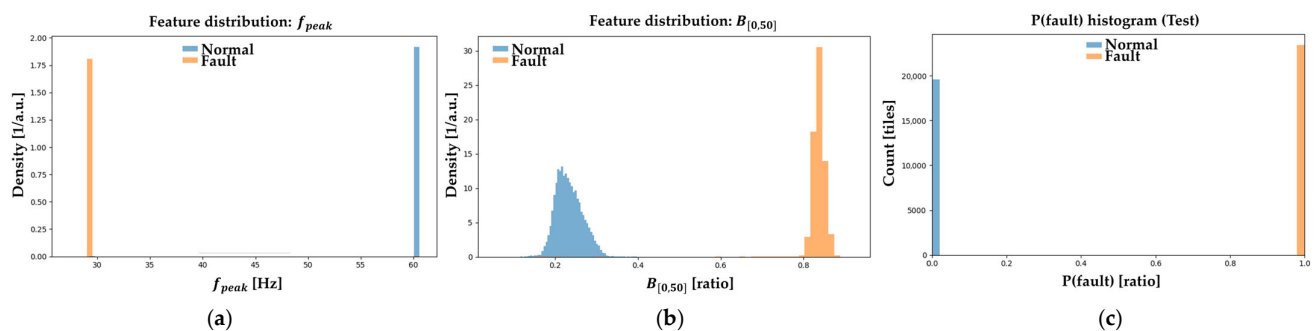 Feature distribution: f_peak
Normal
Fault
Density [1/a.u.]
2.00
1.75
1.50
1.25
1.00
0.75
0.50
0.25
0.00
30
35
40
45
50
55
60
f_peak [Hz]
(a)
Feature distribution: B_[0,50]
Normal
Fault
Density [1/a.u.]
30
25
20
15
10
5
0
0.2
0.4
0.6
0.8
B_[0,50] [ratio]
(b)
P(fault) histogram (Test)
Normal
Fault
Count [tiles]
20,000
15,000
10,000
5000
0
0.0
0.2
0.4
0.6
0.8
1.0
P(fault) [ratio]
(c)